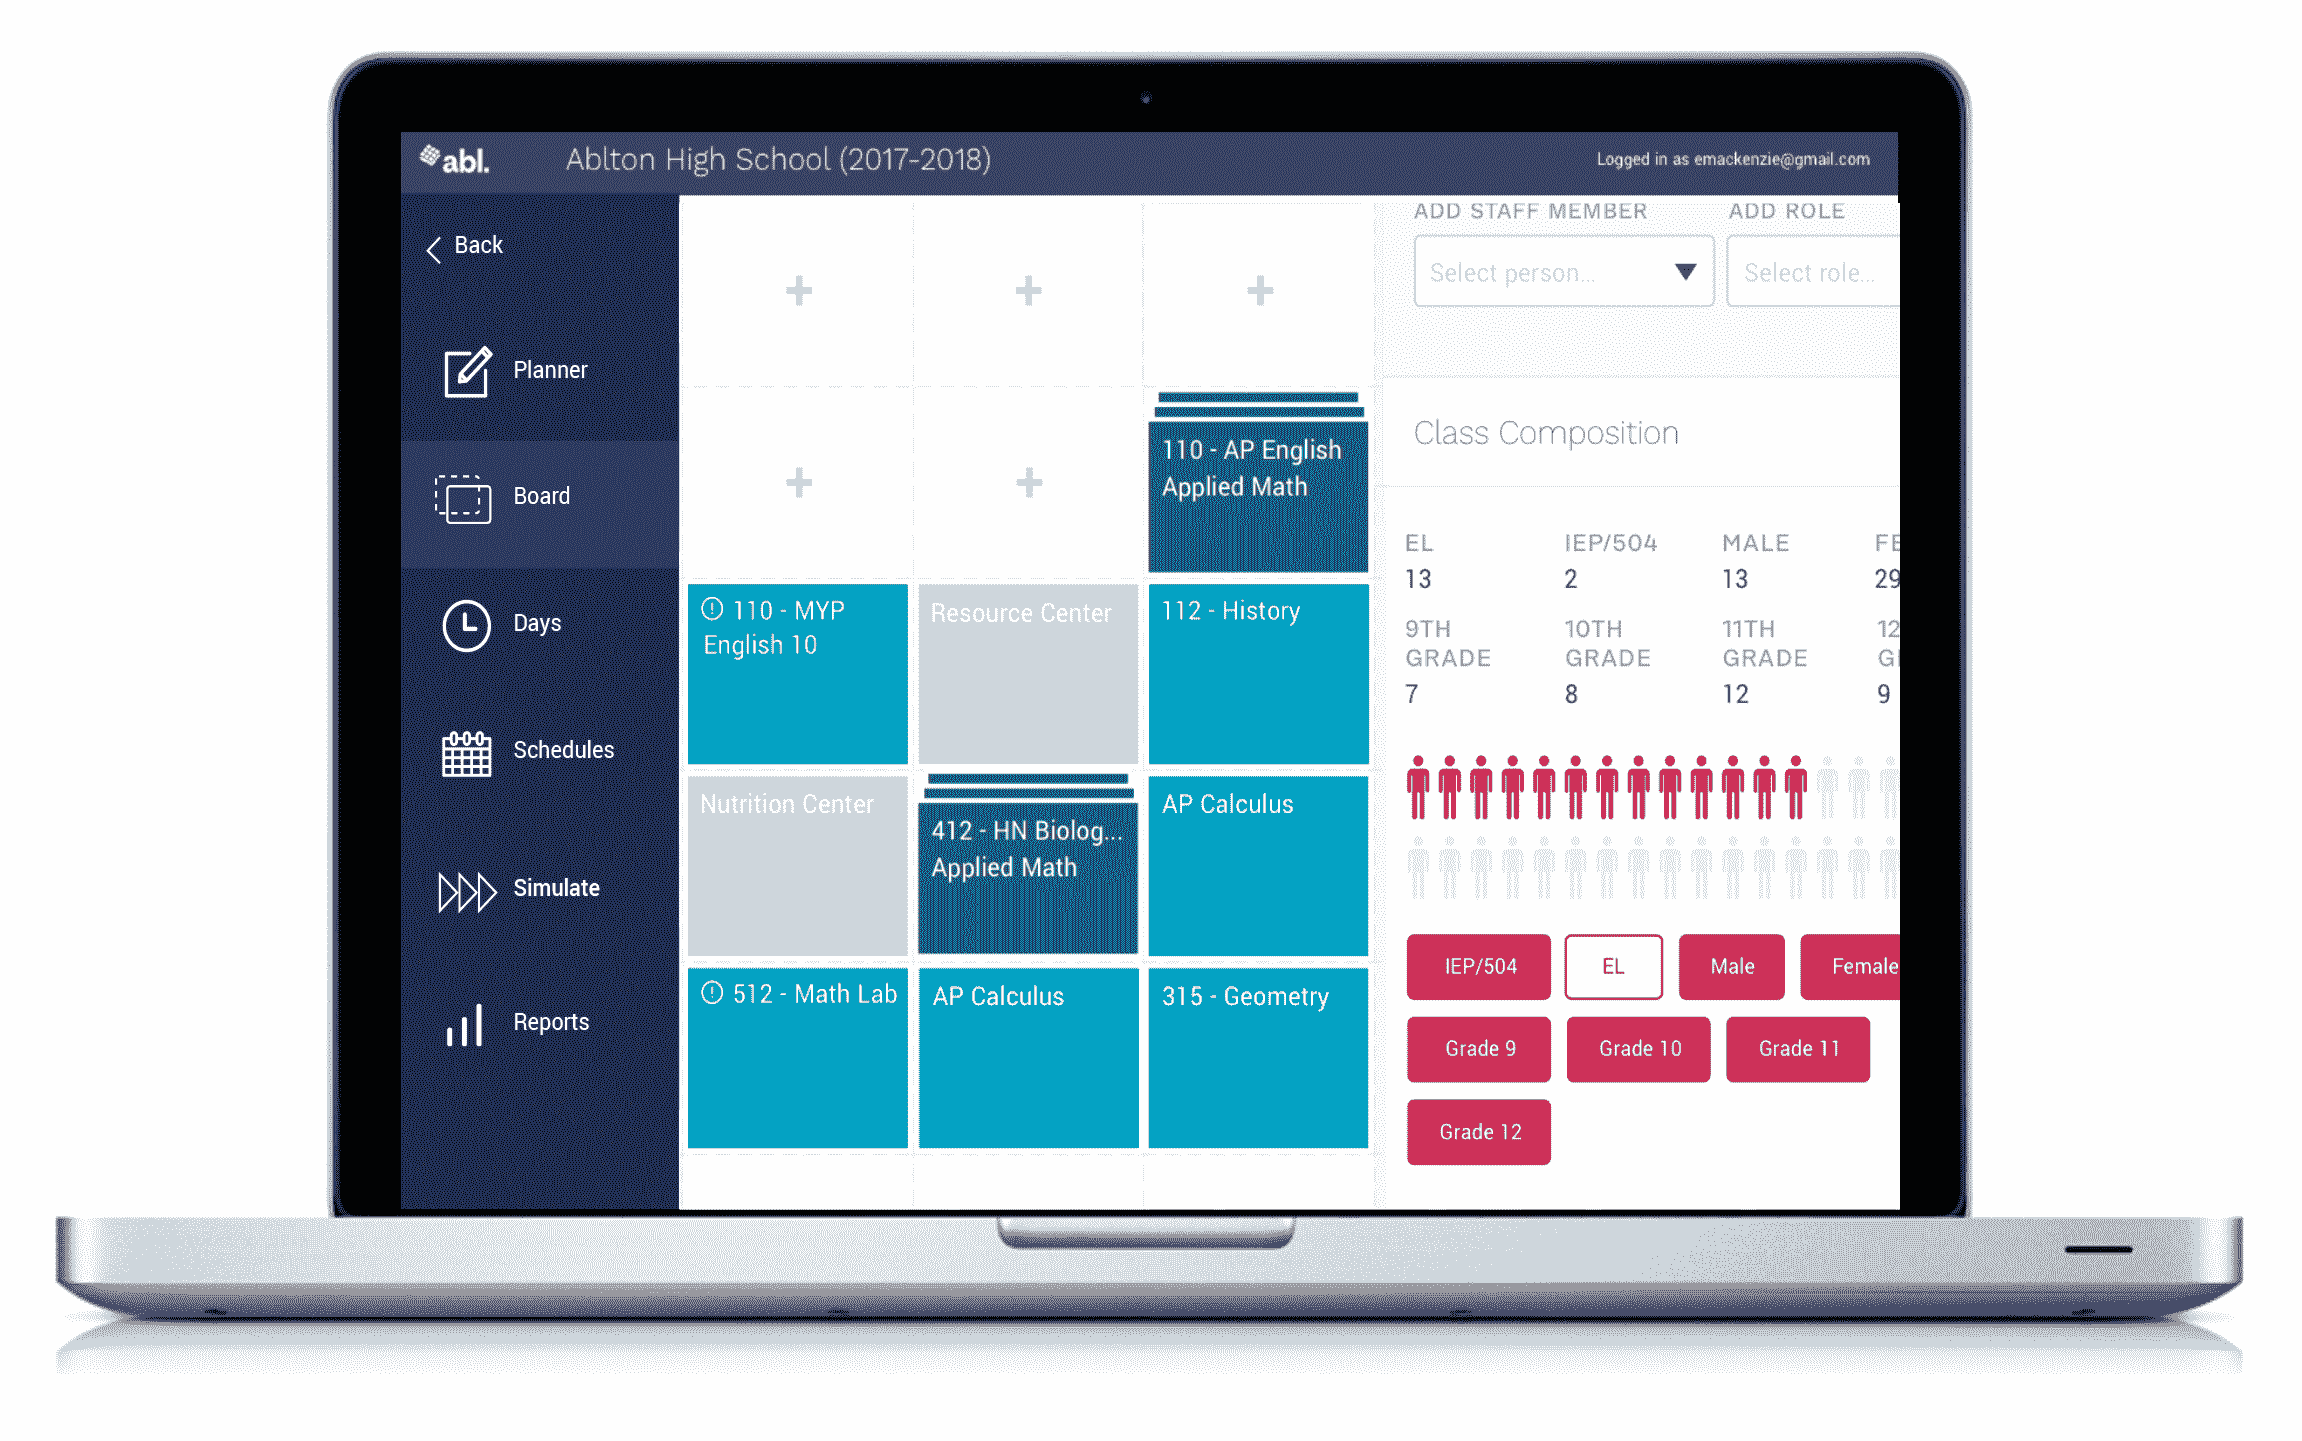 abl.
Ablton High School (2017-2018)
Logged in as emackenzie@gmail.com
Back
Planner
Board
Days
Schedules
Simulate
Reports
110 - AP English
Applied Math
110 - MYP
English 10
Resource Center
112 - History
Nutrition Center
412 - HN Biolog...
Applied Math
AP Calculus
512 - Math Lab
AP Calculus
315 - Geometry
ADD STAFF MEMBER
ADD ROLE
Select person...
Select role...
Class Composition
EL
IEP/504
MALE
FE
13
2
13
29
9TH
10TH
11TH
12
GRADE
GRADE
GRADE
7
8
12
9
IEP/504
EL
Male
Female
Grade 9
Grade 10
Grade 11
Grade 12